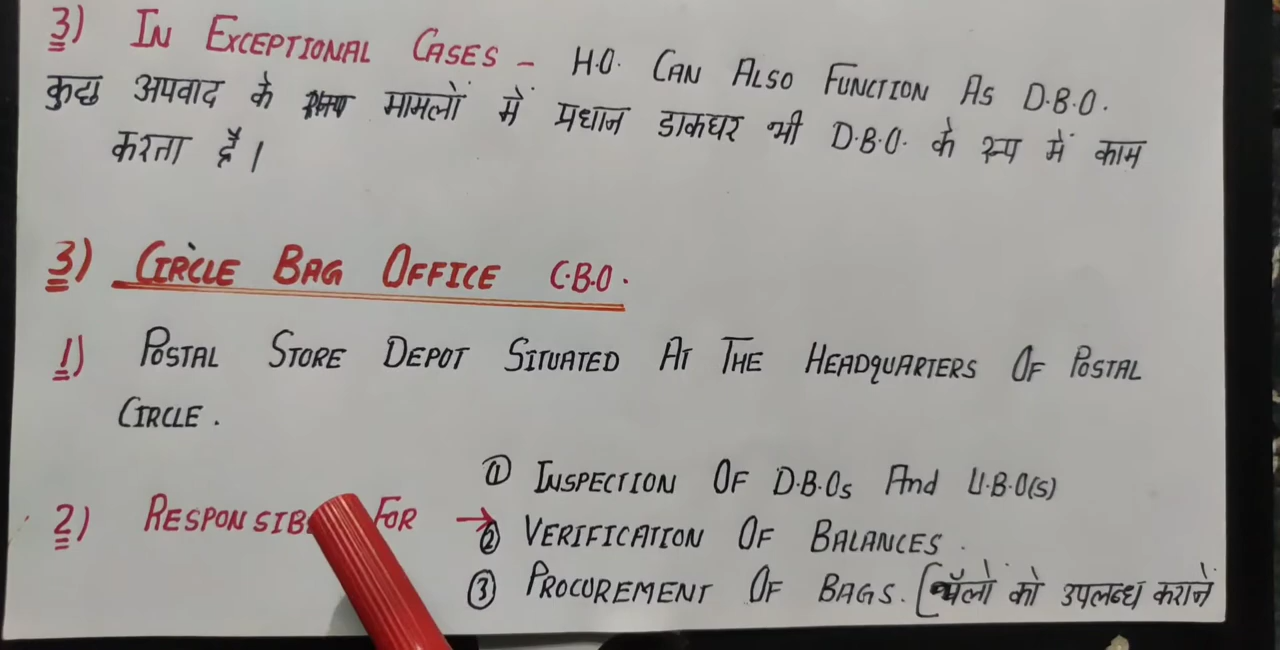 3) IN EXCEPTIONAL CASES - H.O. CAN ALSO FUNCTION AS D.B.O.
कुछ अपवाद के मामलों में प्रधान डाकघर भी D.B.O. के रूप में काम
करता है।
3) CIRCLE BAG OFFICE C.B.O.
1) POSTAL STORE DEPOT SITUATED AT THE HEADQUARTERS OF POSTAL
CIRCLE.
① INSPECTION OF D.B.Os And U.B.O(S)
2) FOR → ② VERIFICATION OF BALANCES.
③ PROCUREMENT OF BAGS. (थैलों को उपलब्ध कराने